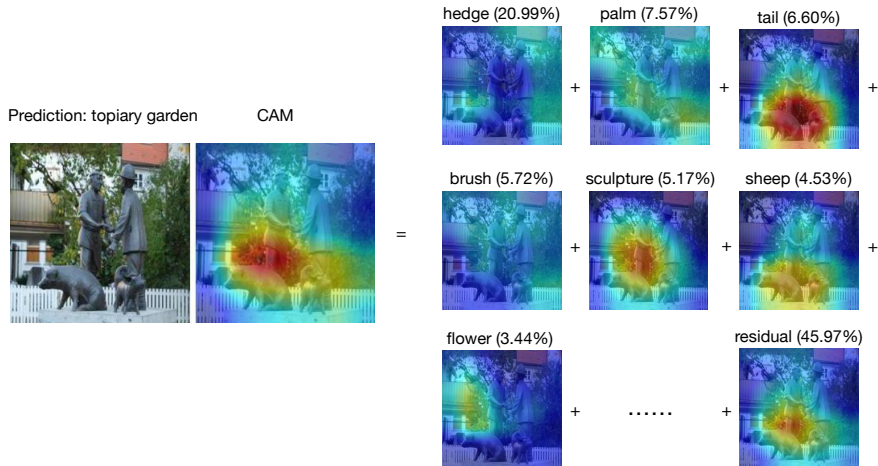 hedge (20.99%) palm (7.57%) tail (6.60%)
+ + +
Prediction: topiary garden CAM
brush (5.72%) sculpture (5.17%) sheep (4.53%)
= + + +
flower (3.44%) residual (45.97%)
+ ...... +